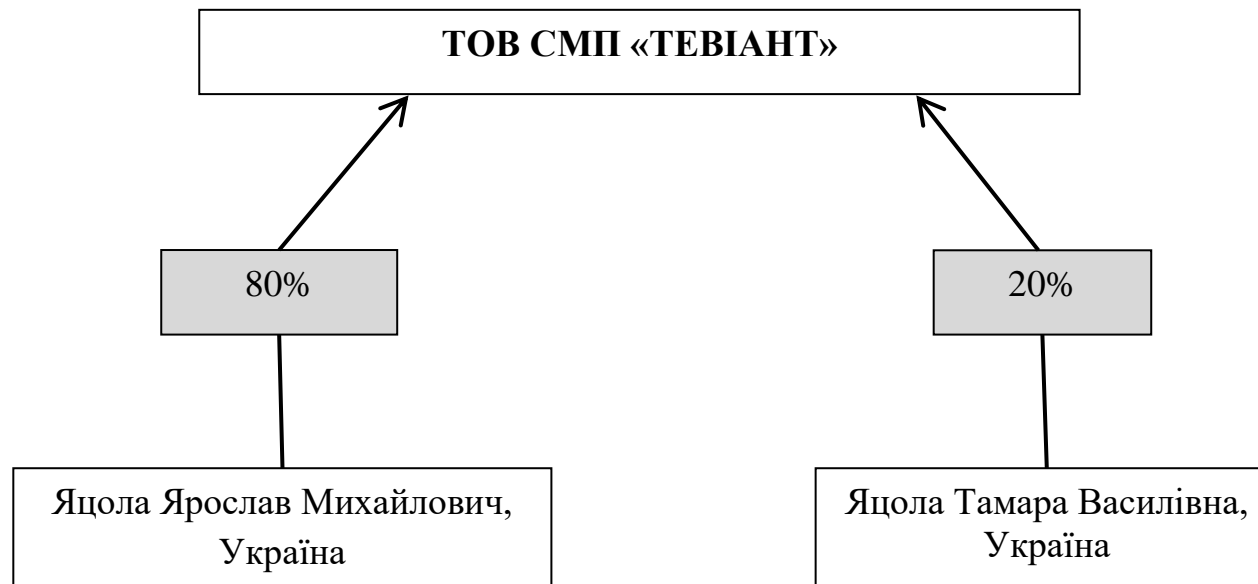 ТОВ СМП «ТЕВІАНТ»
80%
20%
Яцола Ярослав Михайлович,
Україна
Яцола Тамара Василівна,
Україна